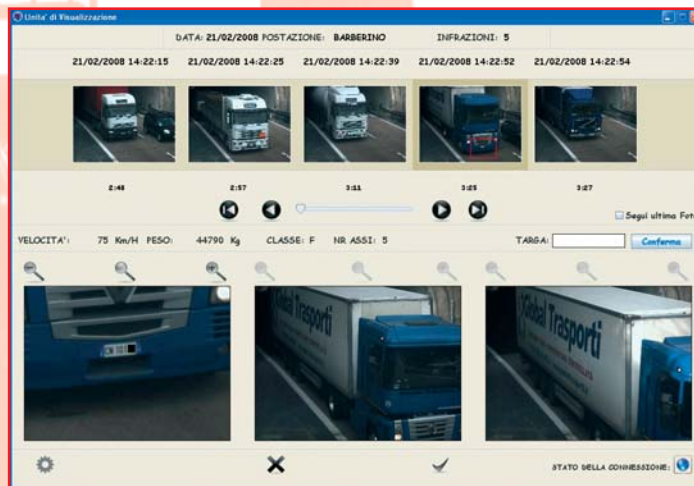 Unita' di Visualizzazione
DATA: 21/02/2008 POSTAZIONE: BARBERINO INFRAZIONI: 5
21/02/2008 14:22:15 21/02/2008 14:22:25 21/02/2008 14:22:39 21/02/2008 14:22:52 21/02/2008 14:22:54
2:48 2:57 3:11 3:25 3:27
Segui ultima Fot
VELOCITA': 75 Km/H PESO: 44790 Kg CLASSE: F NR ASSI: 5 TARGA: Conferma
Global Trasporti
Global Trasporti
STATO DELLA CONNESSIONE: